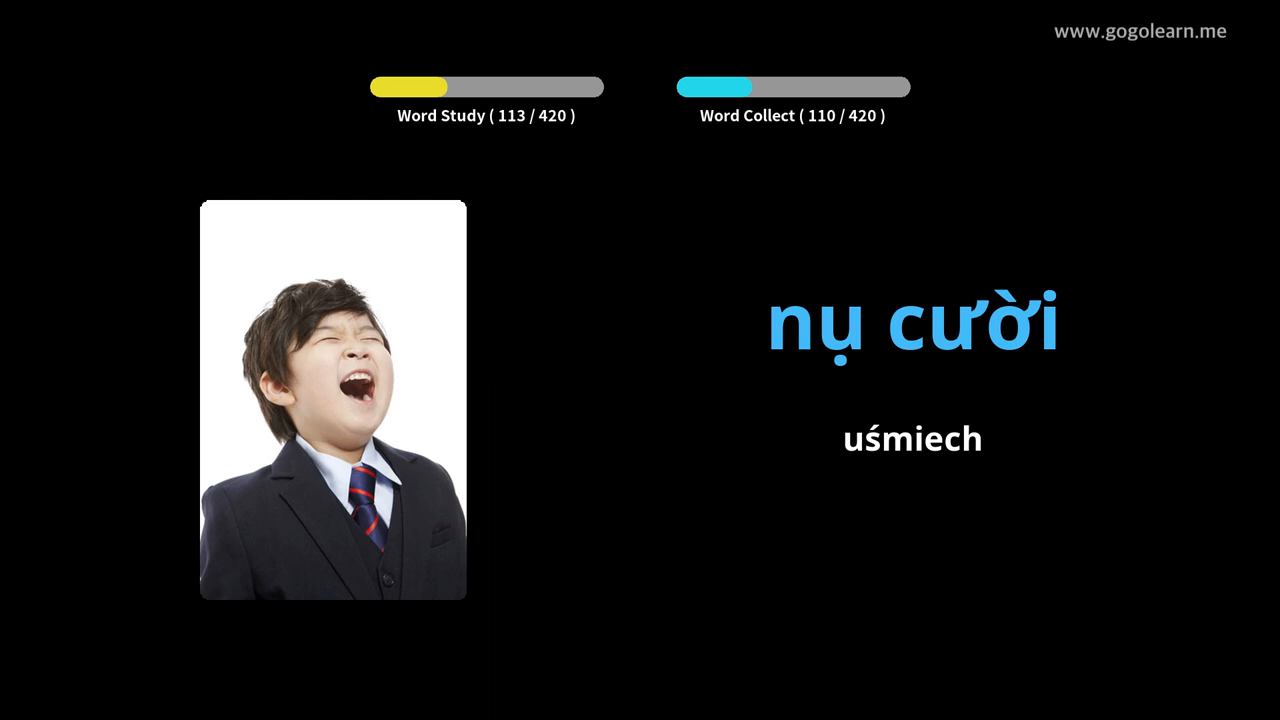 www.gogolearn.me
Word Study ( 113 / 420 )
Word Collect ( 110 / 420 )
nụ cười
uśmiech